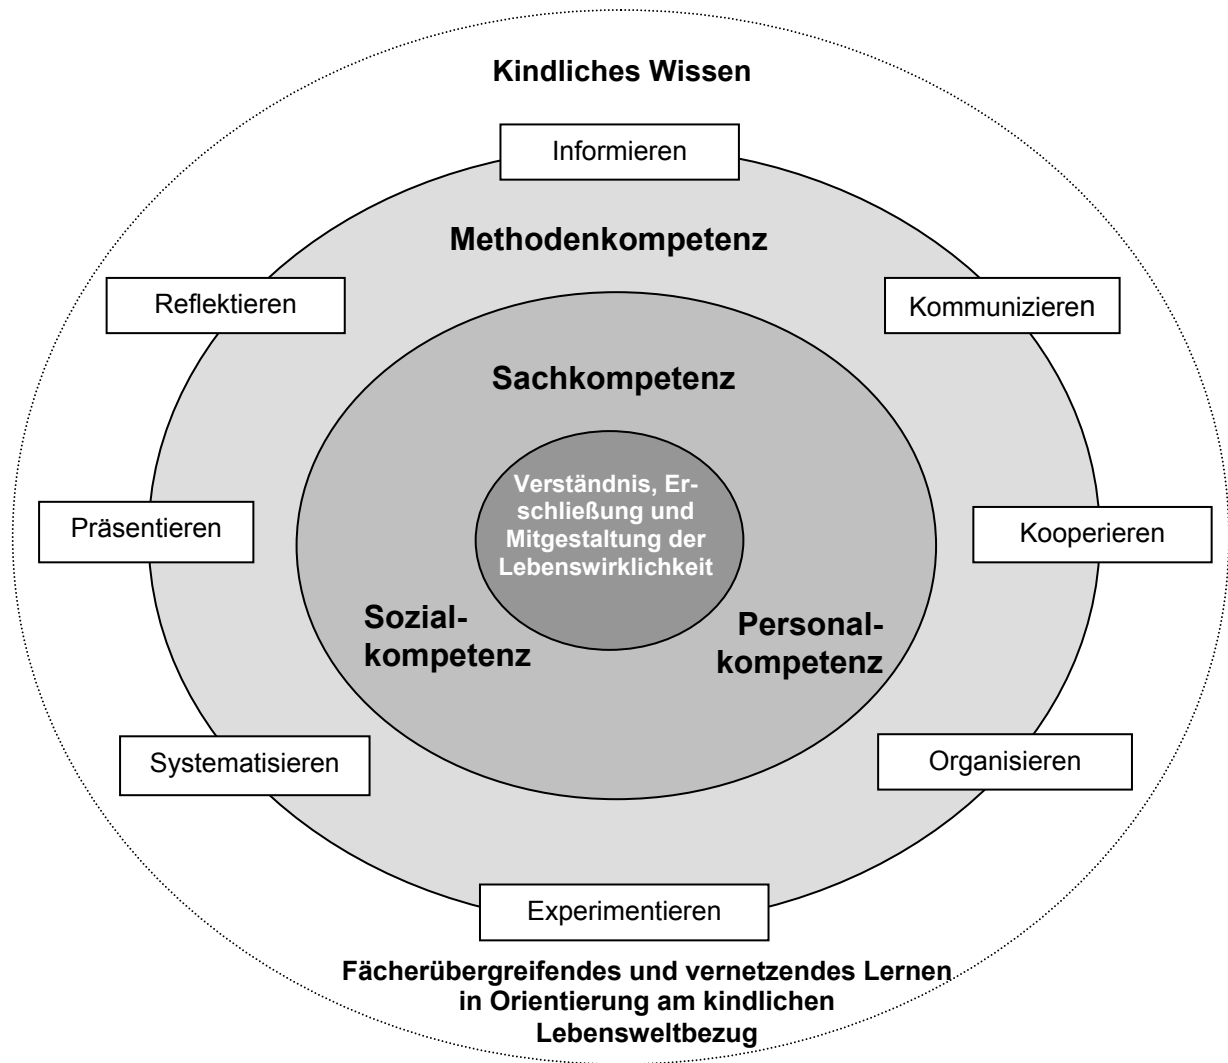 Kindliches Wissen
Informieren
Methodenkompetenz
Reflektieren
Kommunizieren
Sachkompetenz
Verständnis, Er-
schließung und
Mitgestaltung der
Lebenswirklichkeit
Präsentieren
Kooperieren
Sozial-
kompetenz
Personal-
kompetenz
Systematisieren
Organisieren
Experimentieren
Fächerübergreifendes und vernetzendes Lernen
in Orientierung am kindlichen
Lebensweltbezug